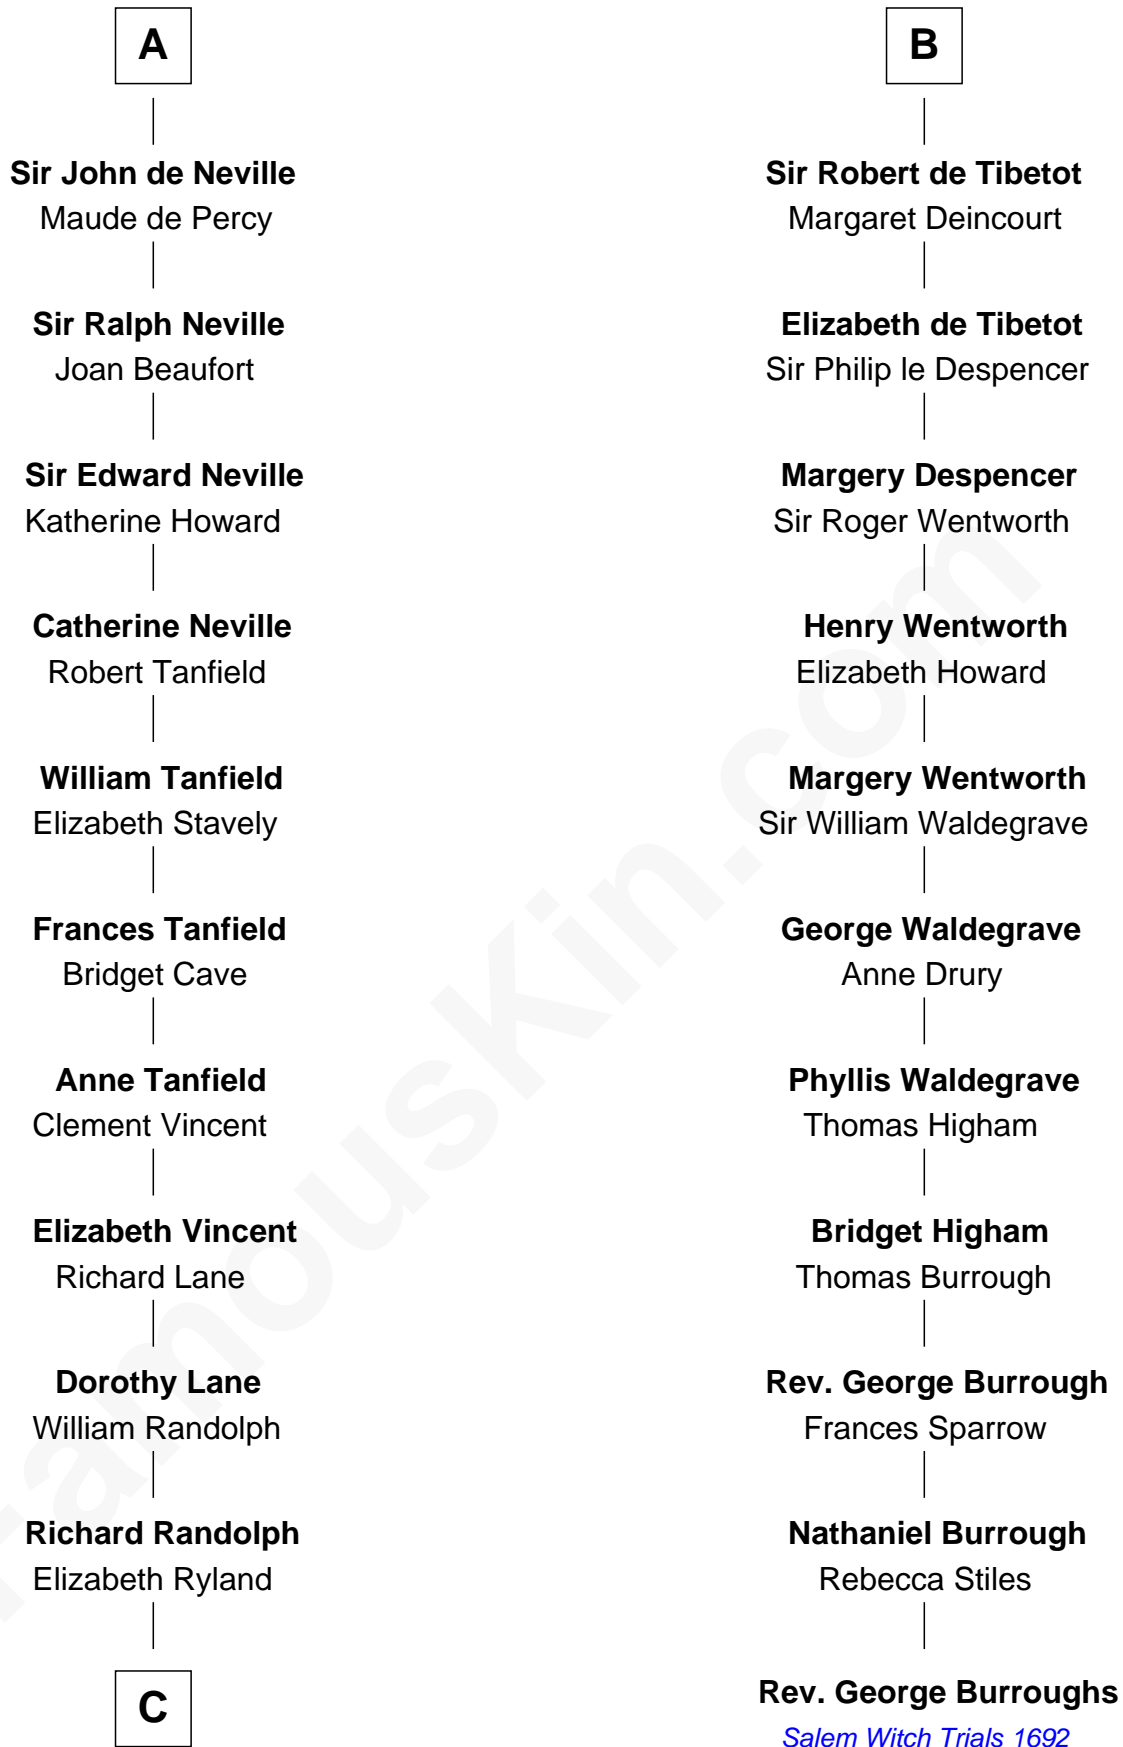 A
Sir John de Neville
Maude de Percy
Sir Ralph Neville
Joan Beaufort
Sir Edward Neville
Katherine Howard
Catherine Neville
Robert Tanfield
William Tanfield
Elizabeth Stavely
Frances Tanfield
Bridget Cave
Anne Tanfield
Clement Vincent
Elizabeth Vincent
Richard Lane
Dorothy Lane
William Randolph
Richard Randolph
Elizabeth Ryland
C
B
Sir Robert de Tibetot
Margaret Deincourt
Elizabeth de Tibetot
Sir Philip le Despencer
Margery Despencer
Sir Roger Wentworth
Henry Wentworth
Elizabeth Howard
Margery Wentworth
Sir William Waldegrave
George Waldegrave
Anne Drury
Phyllis Waldegrave
Thomas Higham
Bridget Higham
Thomas Burrough
Rev. George Burrough
Frances Sparrow
Nathaniel Burrough
Rebecca Stiles
Rev. George Burroughs
Salem Witch Trials 1692
FamousKin.com